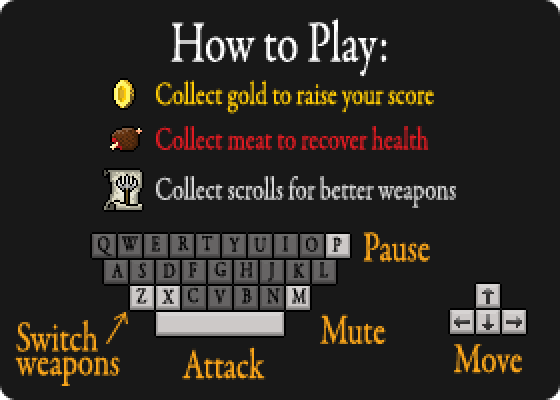 How to Play:
Collect gold to raise your score
Collect meat to recover health
Collect scrolls for better weapons
Q W E R T Y U I O P Pause
A S D F G H J K L
Z X C V B N M
Switch
weapons
Attack
Mute
Move